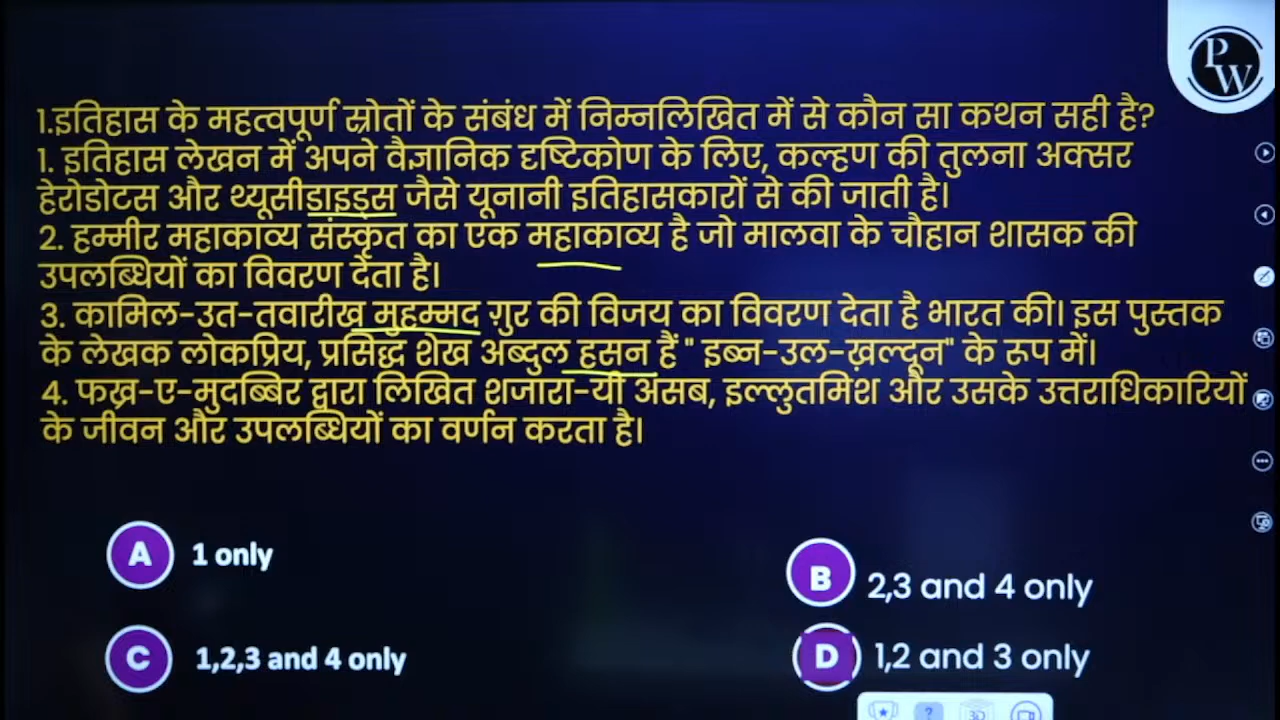 PW
1.इतिहास के महत्वपूर्ण स्रोतों के संबंध में निम्नलिखित में से कौन सा कथन सही है?
1. इतिहास लेखन में अपने वैज्ञानिक दृष्टिकोण के लिए, कल्हण की तुलना अक्सर
हेरोडोटस और थ्यूसीडाइड्स जैसे यूनानी इतिहासकारों से की जाती है।
2. हम्मीर महाकाव्य संस्कृत का एक महाकाव्य है जो मालवा के चौहान शासक की
उपलब्धियों का विवरण देता है।
3. कामिल-उत-तवारीख मुहम्मद ग़ुर की विजय का विवरण देता है भारत की। इस पुस्तक
के लेखक लोकप्रिय, प्रसिद्ध शेख अब्दुल हसन हैं " इब्न-उल-ख़ल्दून" के रूप में।
4. फख्र-ए-मुदब्बिर द्वारा लिखित शजारा-यी अंसब, इल्लुतमिश और उसके उत्तराधिकारियों
के जीवन और उपलब्धियों का वर्णन करता है।
A 1 only
B 2,3 and 4 only
C 1,2,3 and 4 only
D 1,2 and 3 only
? 3D